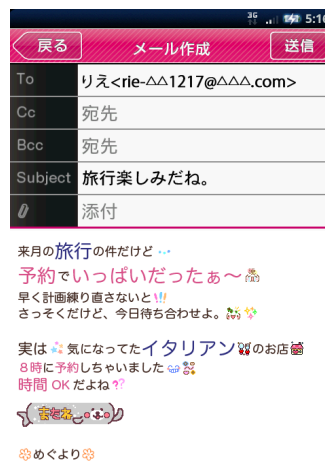 3G 5:16
戻る メール作成 送信
To りえ<rie-△△1217@△△△.com>
Cc 宛先
Bcc 宛先
Subject 旅行楽しみだね。
添付
来月の旅行の件だけど
予約でいっぱいだったぁ〜
早く計画練り直さないと!!
さっそくだけど、今日待ち合わせよ。
実は気になってたイタリアンのお店
8時に予約しちゃいました
時間 OK だよね??
またね
めぐより